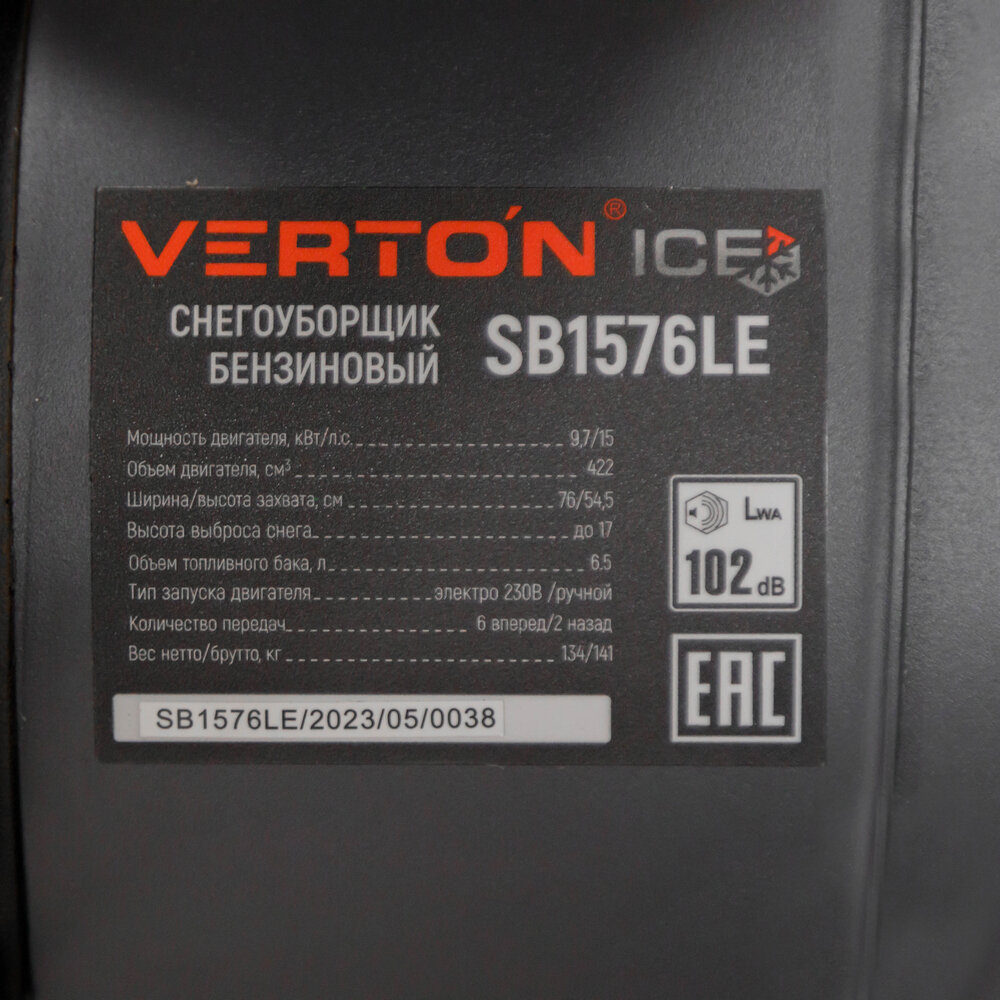 VERTÓN® ICE
СНЕГОУБОРЩИК
БЕНЗИНОВЫЙ
SB1576LE
Мощность двигателя, кВт/л.с. 9,7/15
Объем двигателя, см³ 422
Ширина/высота захвата, см 76/54,5
Высота выброса снега до 17
Объем топливного бака, л 6.5
Тип запуска двигателя электро 230В /ручной
Количество передач 6 вперед/2 назад
Вес нетто/брутто, кг 134/141
LWA
102 dB
EAC
SB1576LE/2023/05/0038